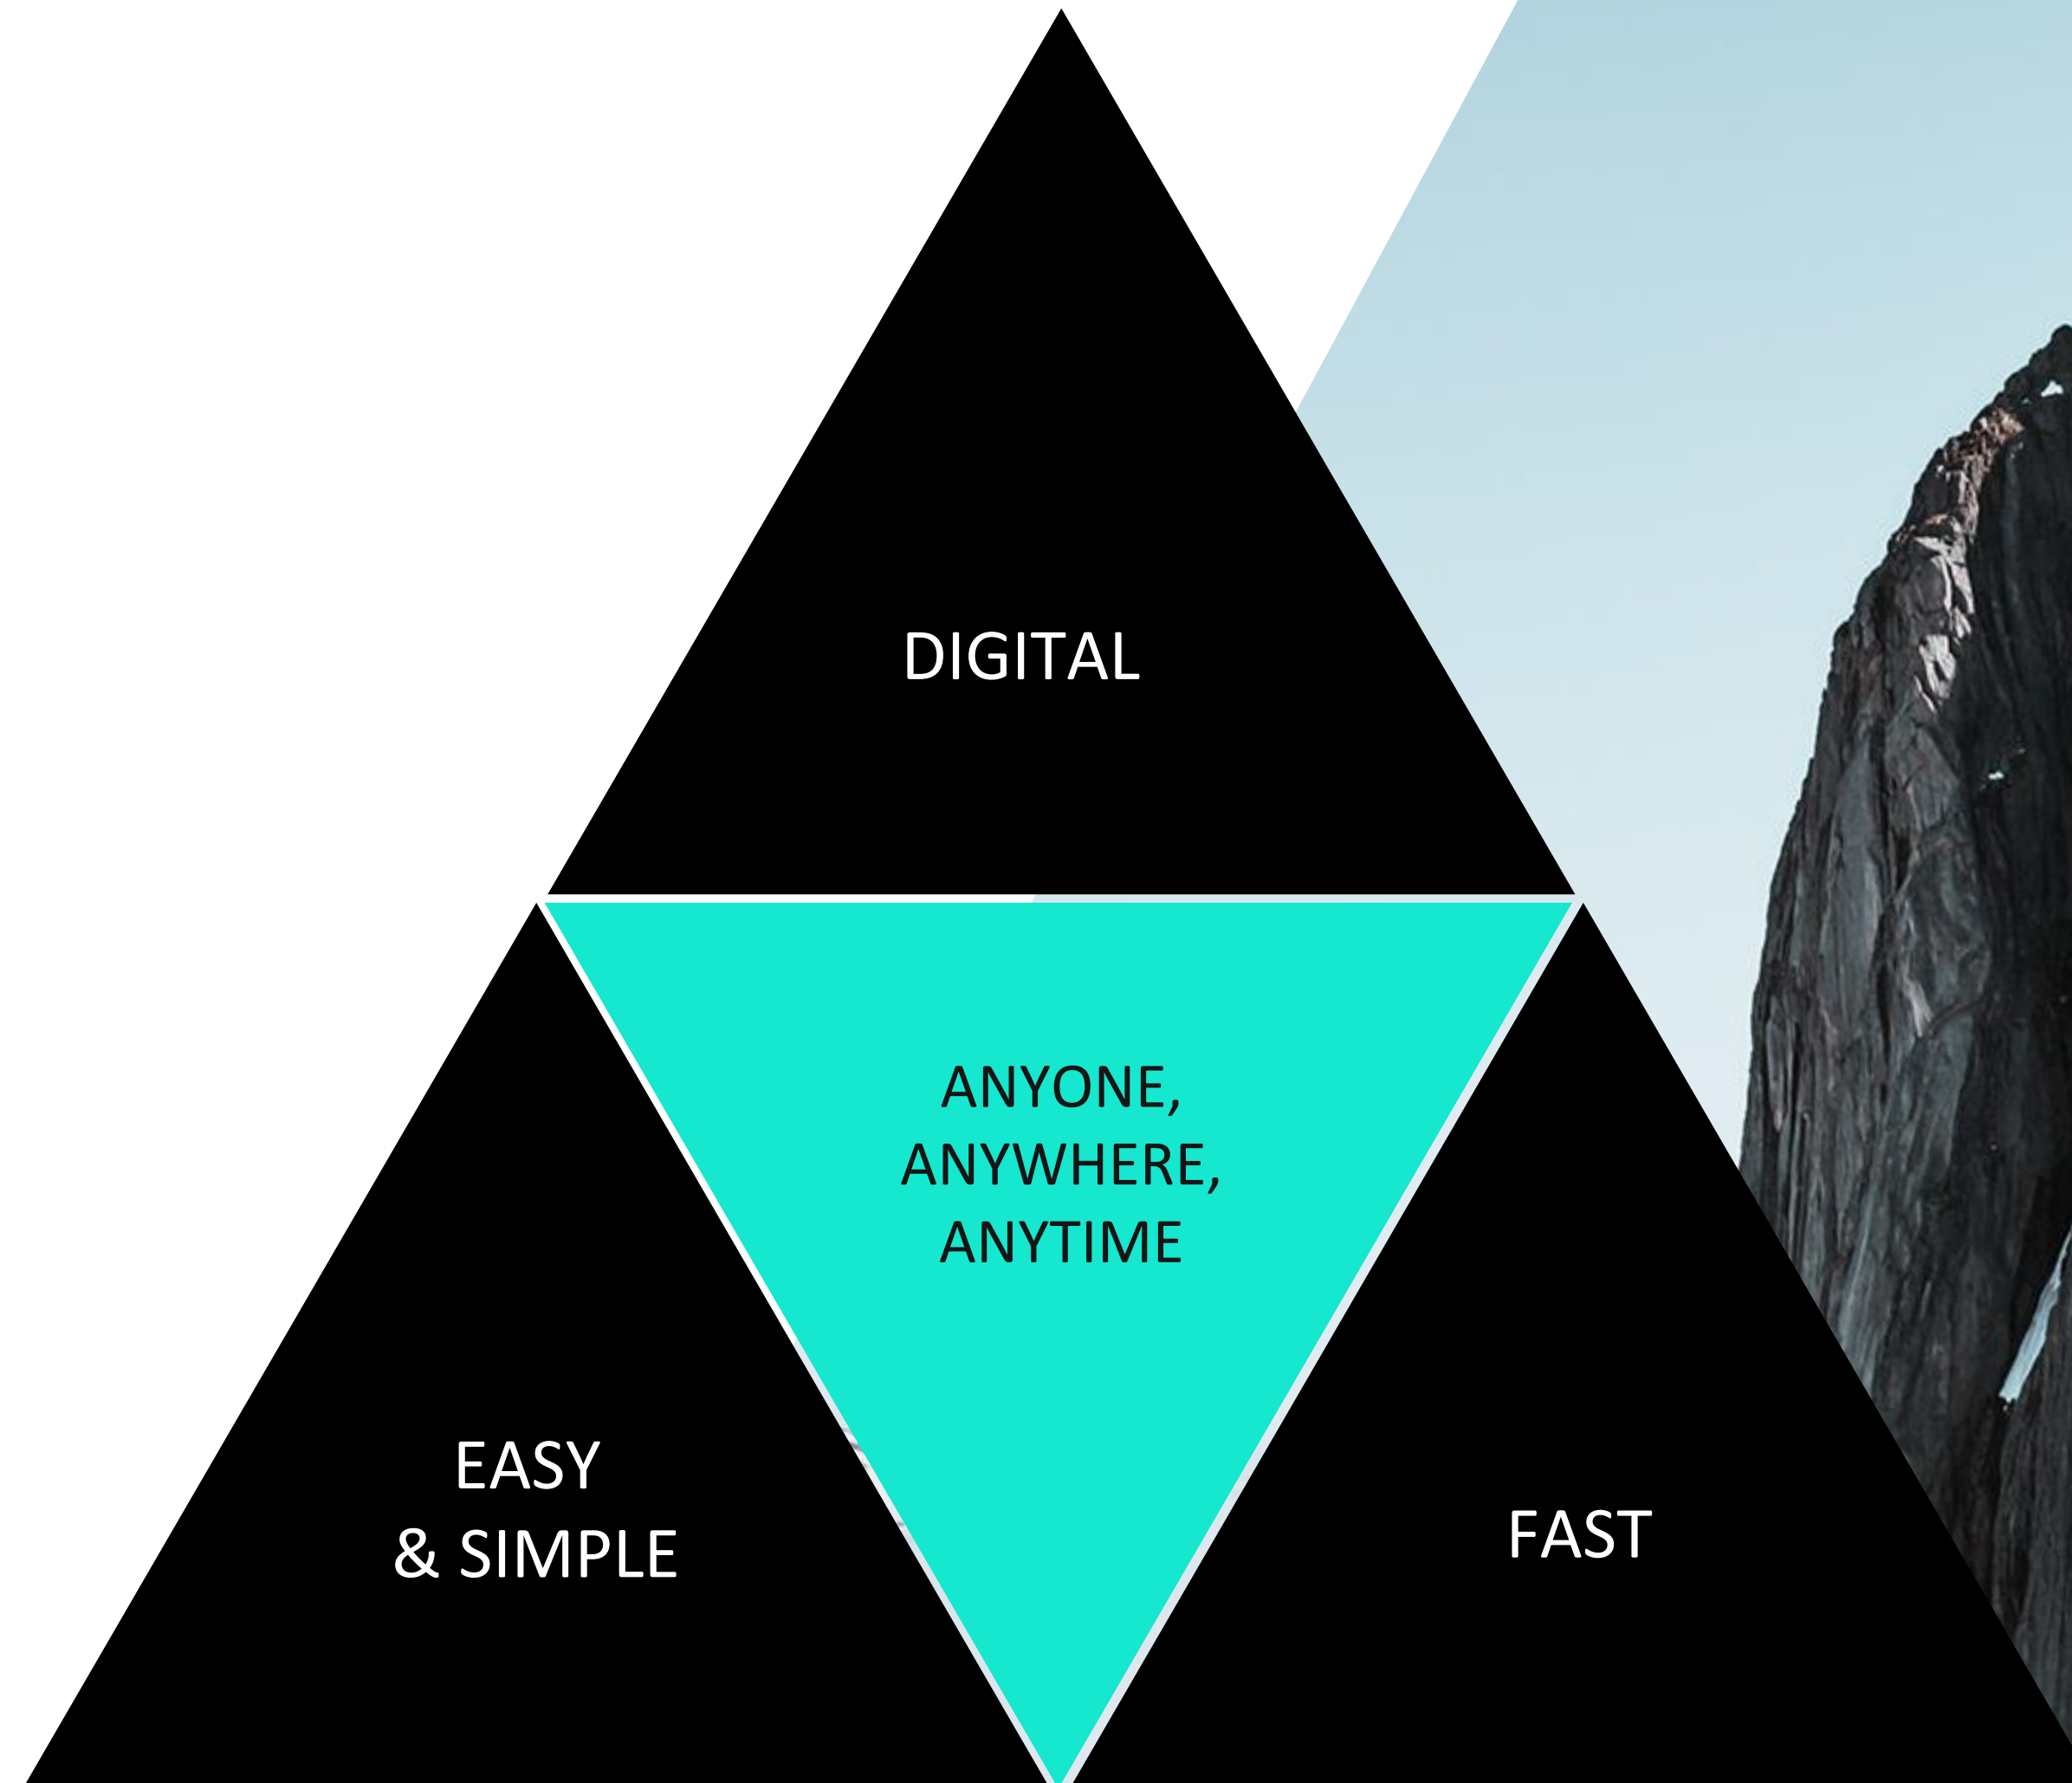 DIGITAL
ANYONE,
ANYWHERE,
ANYTIME
EASY
& SIMPLE
FAST